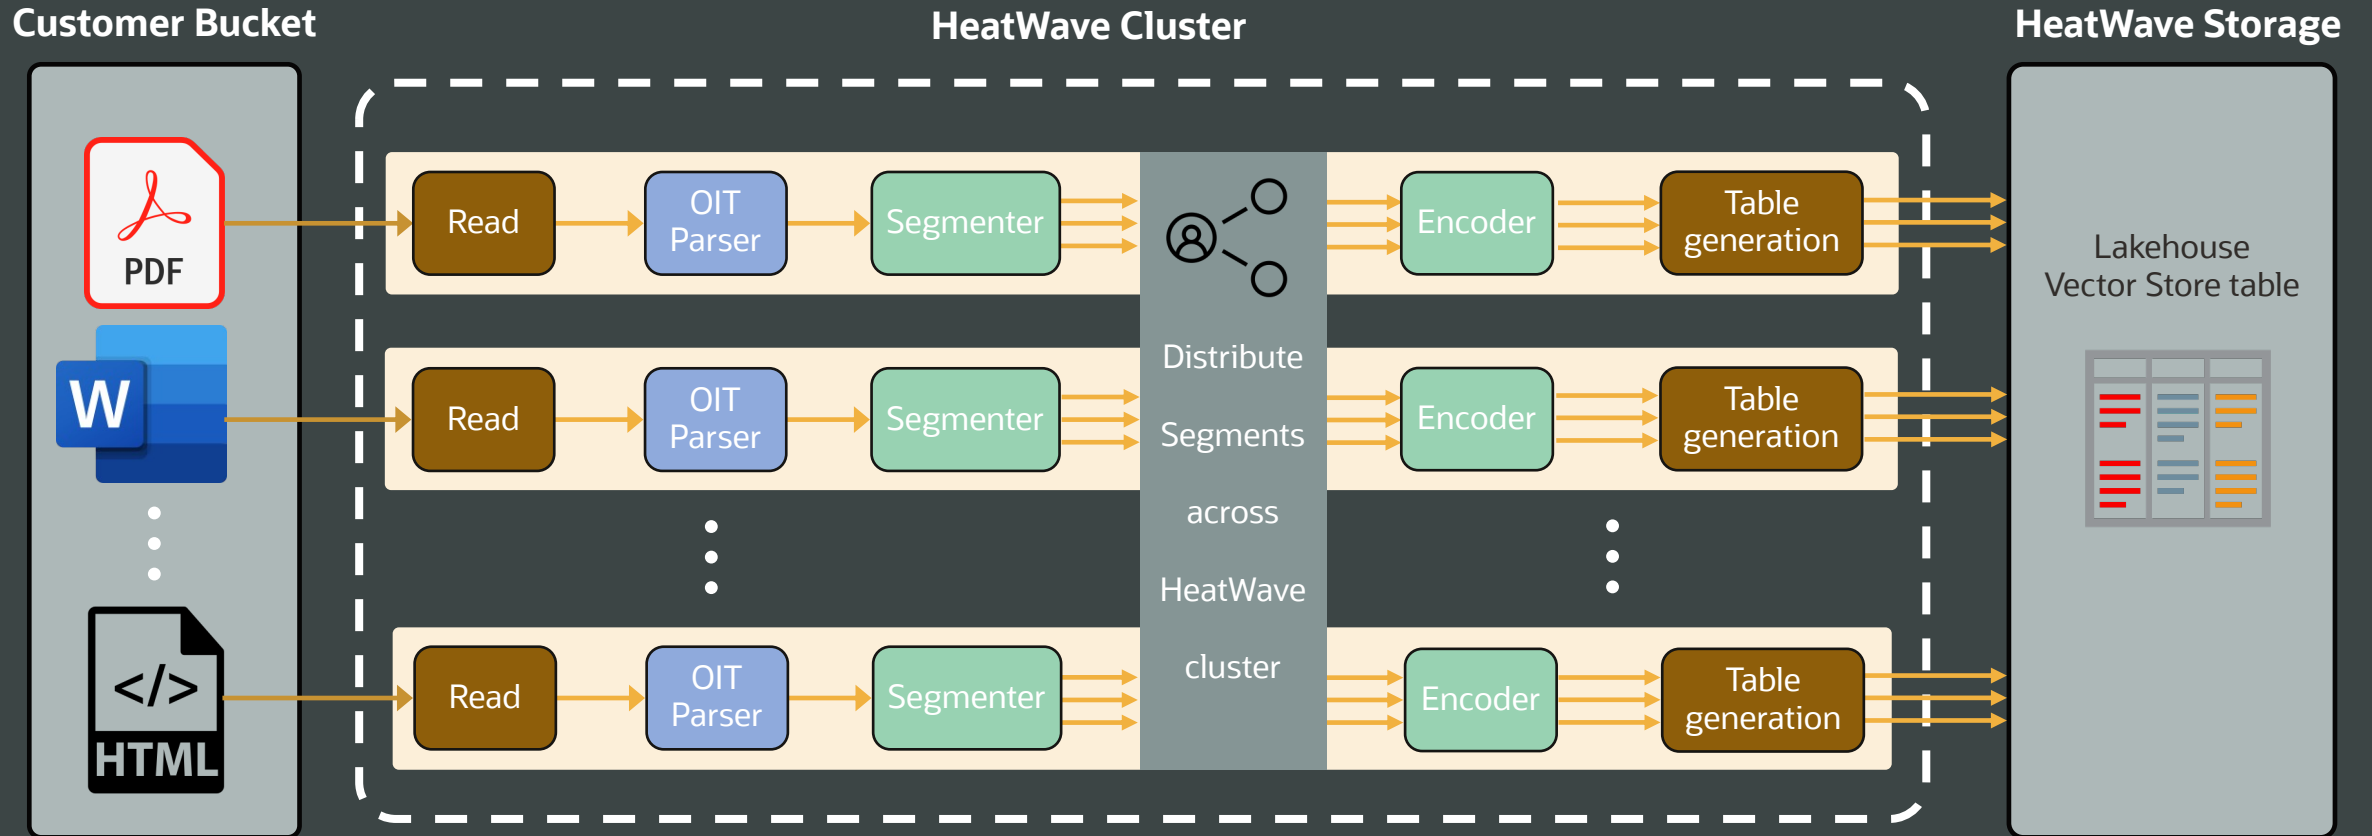 Customer Bucket
HeatWave Cluster
HeatWave Storage
PDF
W
</>
HTML
Read
OIT
Parser
Segmenter
Read
OIT
Parser
Segmenter
Read
OIT
Parser
Segmenter
Distribute
Segments
across
HeatWave
cluster
Encoder
Table
generation
Encoder
Table
generation
Encoder
Table
generation
Lakehouse
Vector Store table